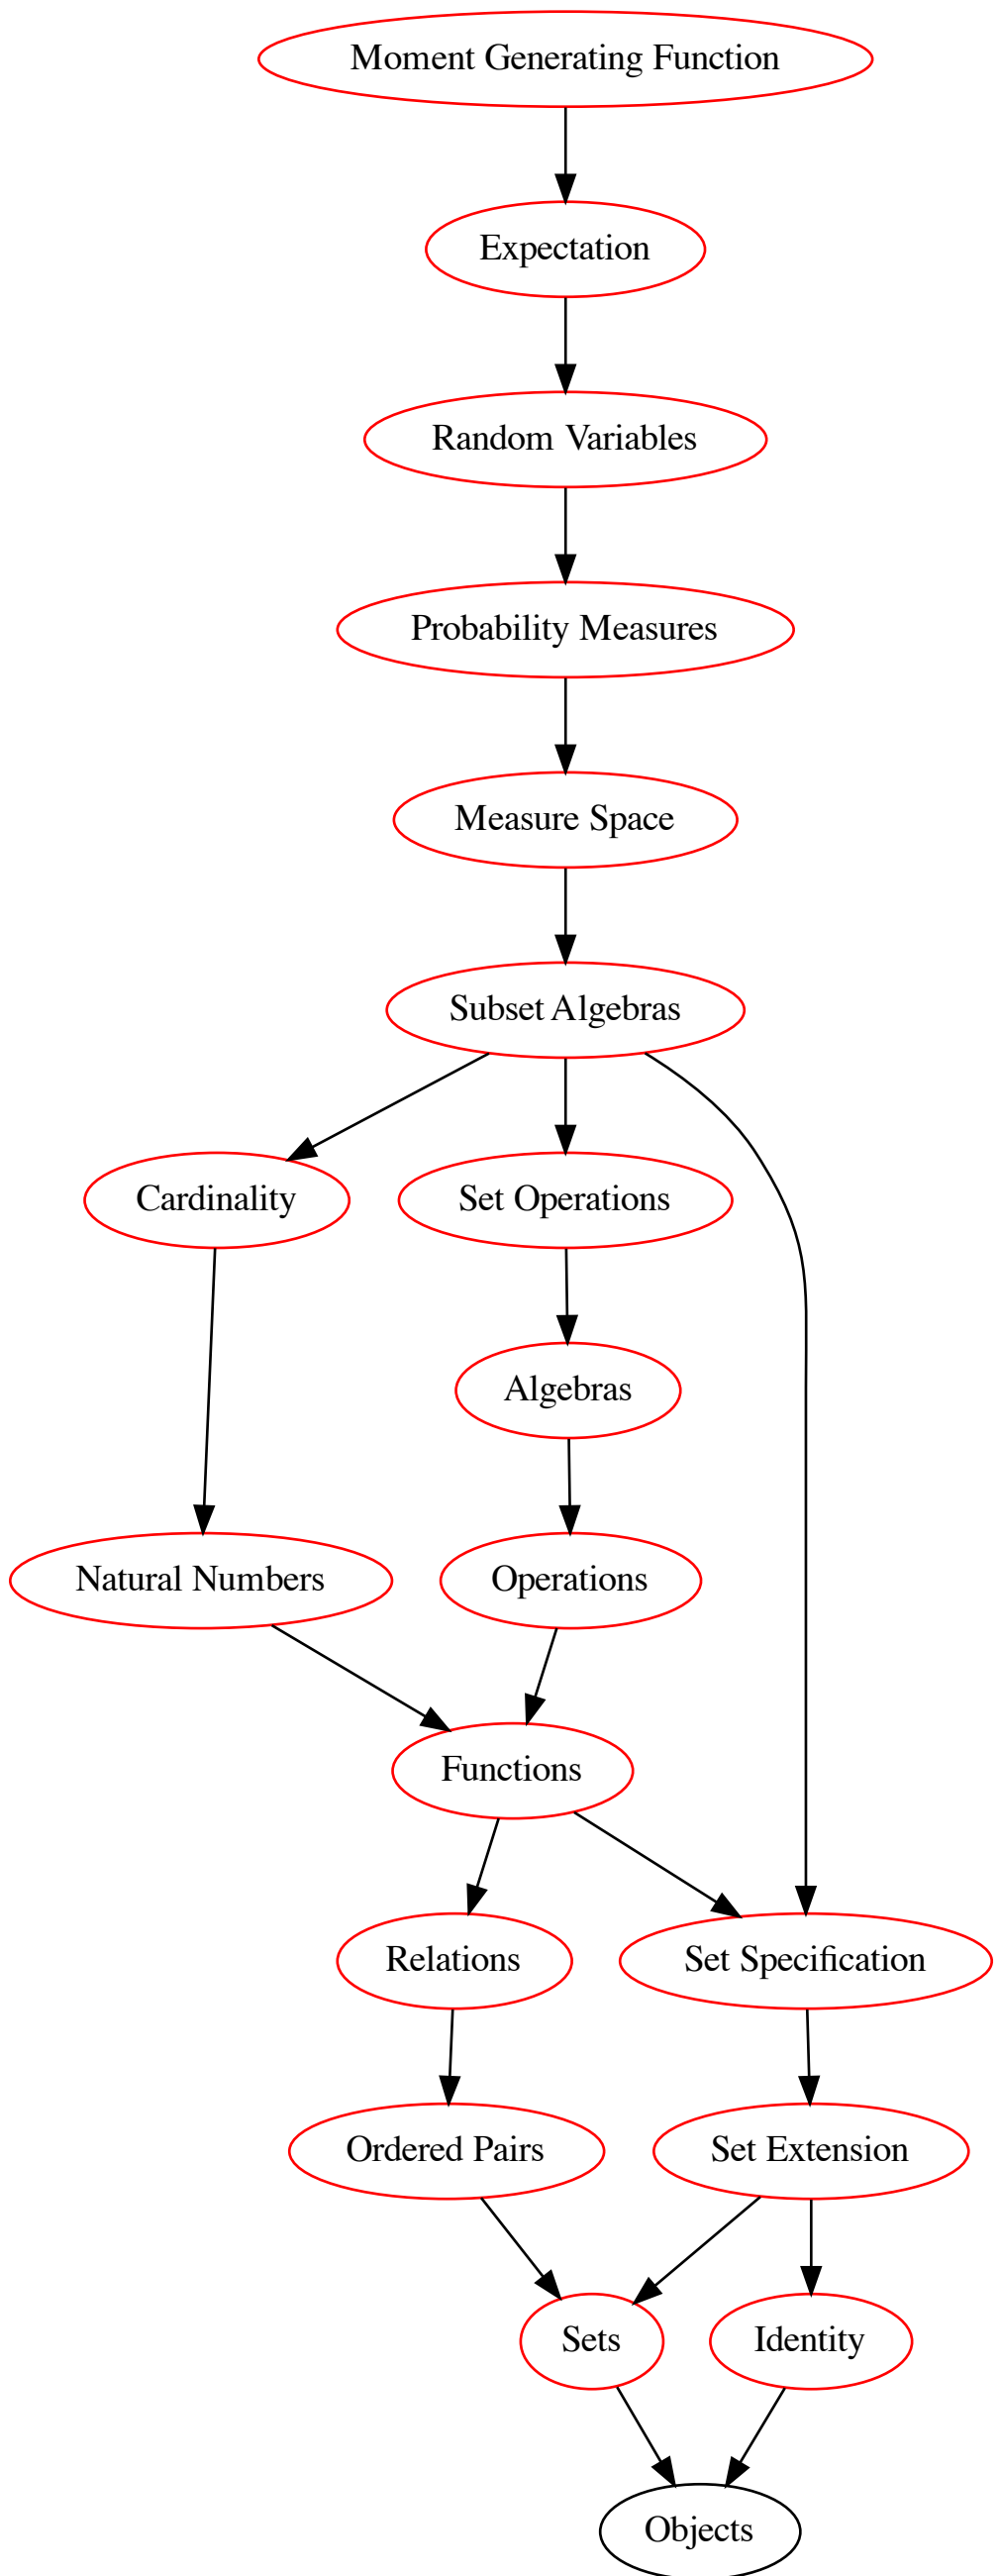 Moment Generating Function
Expectation
Random Variables
Probability Measures
Measure Space
Subset Algebras
Cardinality
Set Operations
Algebras
Natural Numbers
Operations
Functions
Relations
Set Specification
Ordered Pairs
Set Extension
Sets
Identity
Objects